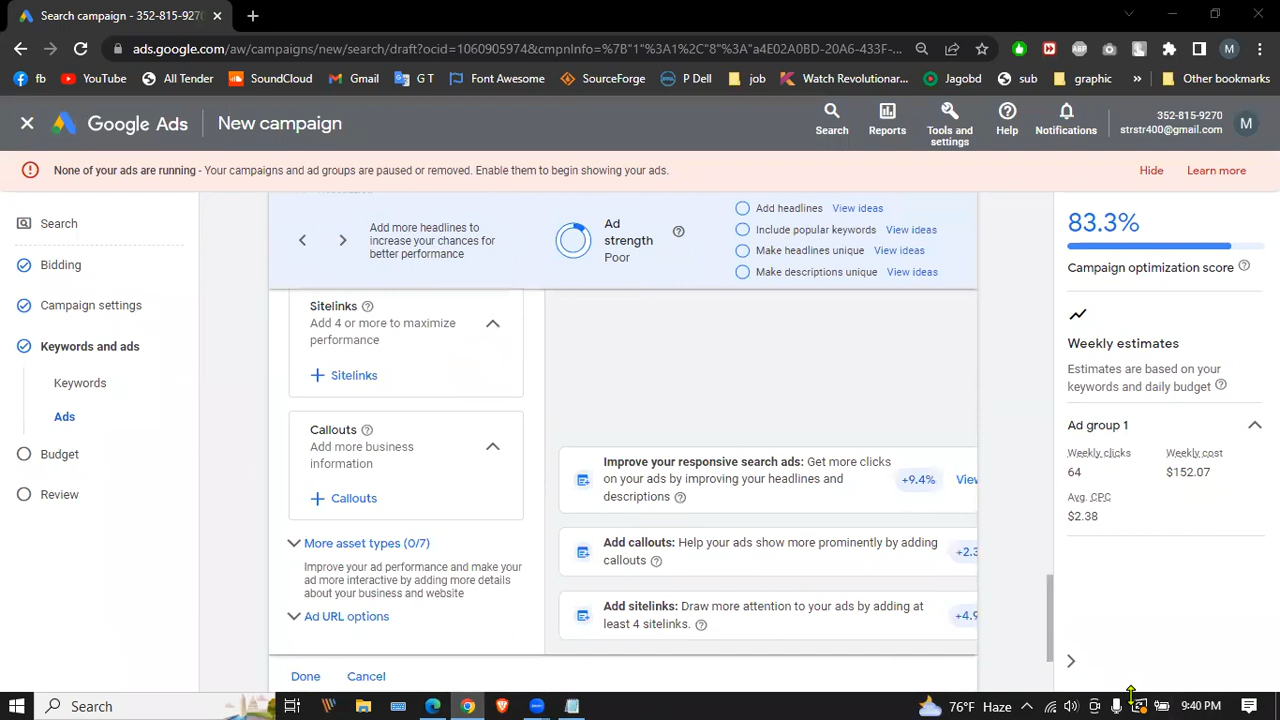 Search campaign - 352-815-9270
ads.google.com/aw/campaigns/new/search/draft?ocid=1060905974&cmpnInfo=%7B"1"%3A1%2C"8"%3A"a4E02A0BD-20A6-433F-...
M
fb
YouTube
All Tender
SoundCloud
Gmail
G T
Font Awesome
SourceForge
P Dell
job
Watch Revolutionar...
Jagobd
sub
graphic
Other bookmarks
Google Ads
New campaign
Search
Reports
Tools and settings
Help
Notifications
352-815-9270
strstr400@gmail.com
M
None of your ads are running - Your campaigns and ad groups are paused or removed. Enable them to begin showing your ads.
Hide
Learn more
Search
Bidding
Campaign settings
Keywords and ads
Keywords
Ads
Budget
Review
Add more headlines to
increase your chances for
better performance
Ad
strength
Poor
Add headlines View ideas
Include popular keywords View ideas
Make headlines unique View ideas
Make descriptions unique View ideas
Sitelinks
Add 4 or more to maximize
performance
Sitelinks
Callouts
Add more business
information
Callouts
More asset types (0/7)
Improve your ad performance and make your
ad more interactive by adding more details
about your business and website
Ad URL options
Improve your responsive search ads: Get more clicks
on your ads by improving your headlines and
descriptions
+9.4%
View
Add callouts: Help your ads show more prominently by adding
callouts
+2.3
Add sitelinks: Draw more attention to your ads by adding at
least 4 sitelinks.
+4.9
Done
Cancel
83.3%
Campaign optimization score
Weekly estimates
Estimates are based on your
keywords and daily budget
Ad group 1
Weekly clicks
64
Weekly cost
$152.07
Avg. CPC
$2.38
Search
76°F Haze
9:40 PM